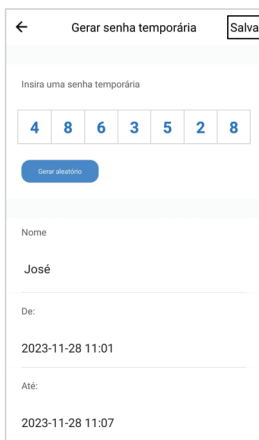 Gerar senha temporária Salva
Insira uma senha temporária
4 8 6 3 5 2 8
Gerar aleatório
Nome
José
De:
2023-11-28 11:01
Até:
2023-11-28 11:07